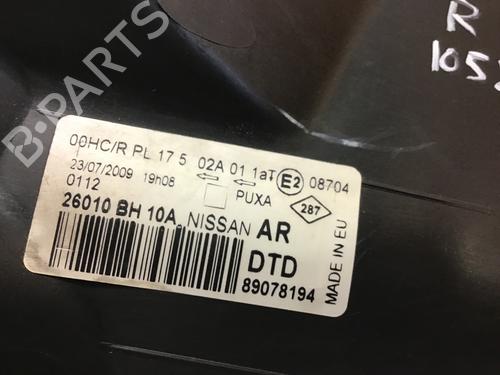 B-PARTS
R
105
00HC/R PL 17 5 02A 01 1aT E2 08704
23/07/2009 19h08 PUXA
0112
287
26010 BH 10A NISSAN AR
DTD
89078194
MADE IN EU